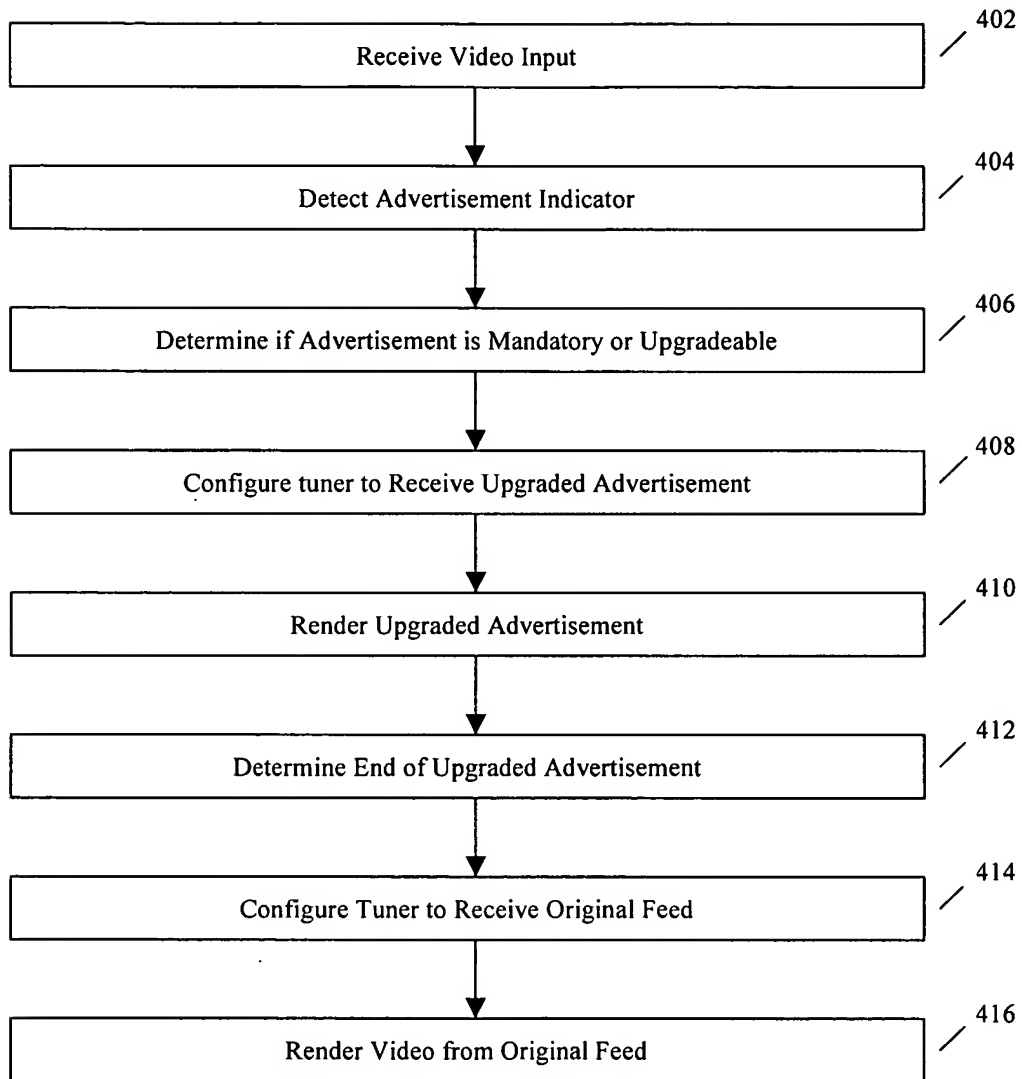 402
Receive Video Input
404
Detect Advertisement Indicator
406
Determine if Advertisement is Mandatory or Upgradeable
408
Configure tuner to Receive Upgraded Advertisement
410
Render Upgraded Advertisement
412
Determine End of Upgraded Advertisement
414
Configure Tuner to Receive Original Feed
416
Render Video from Original Feed